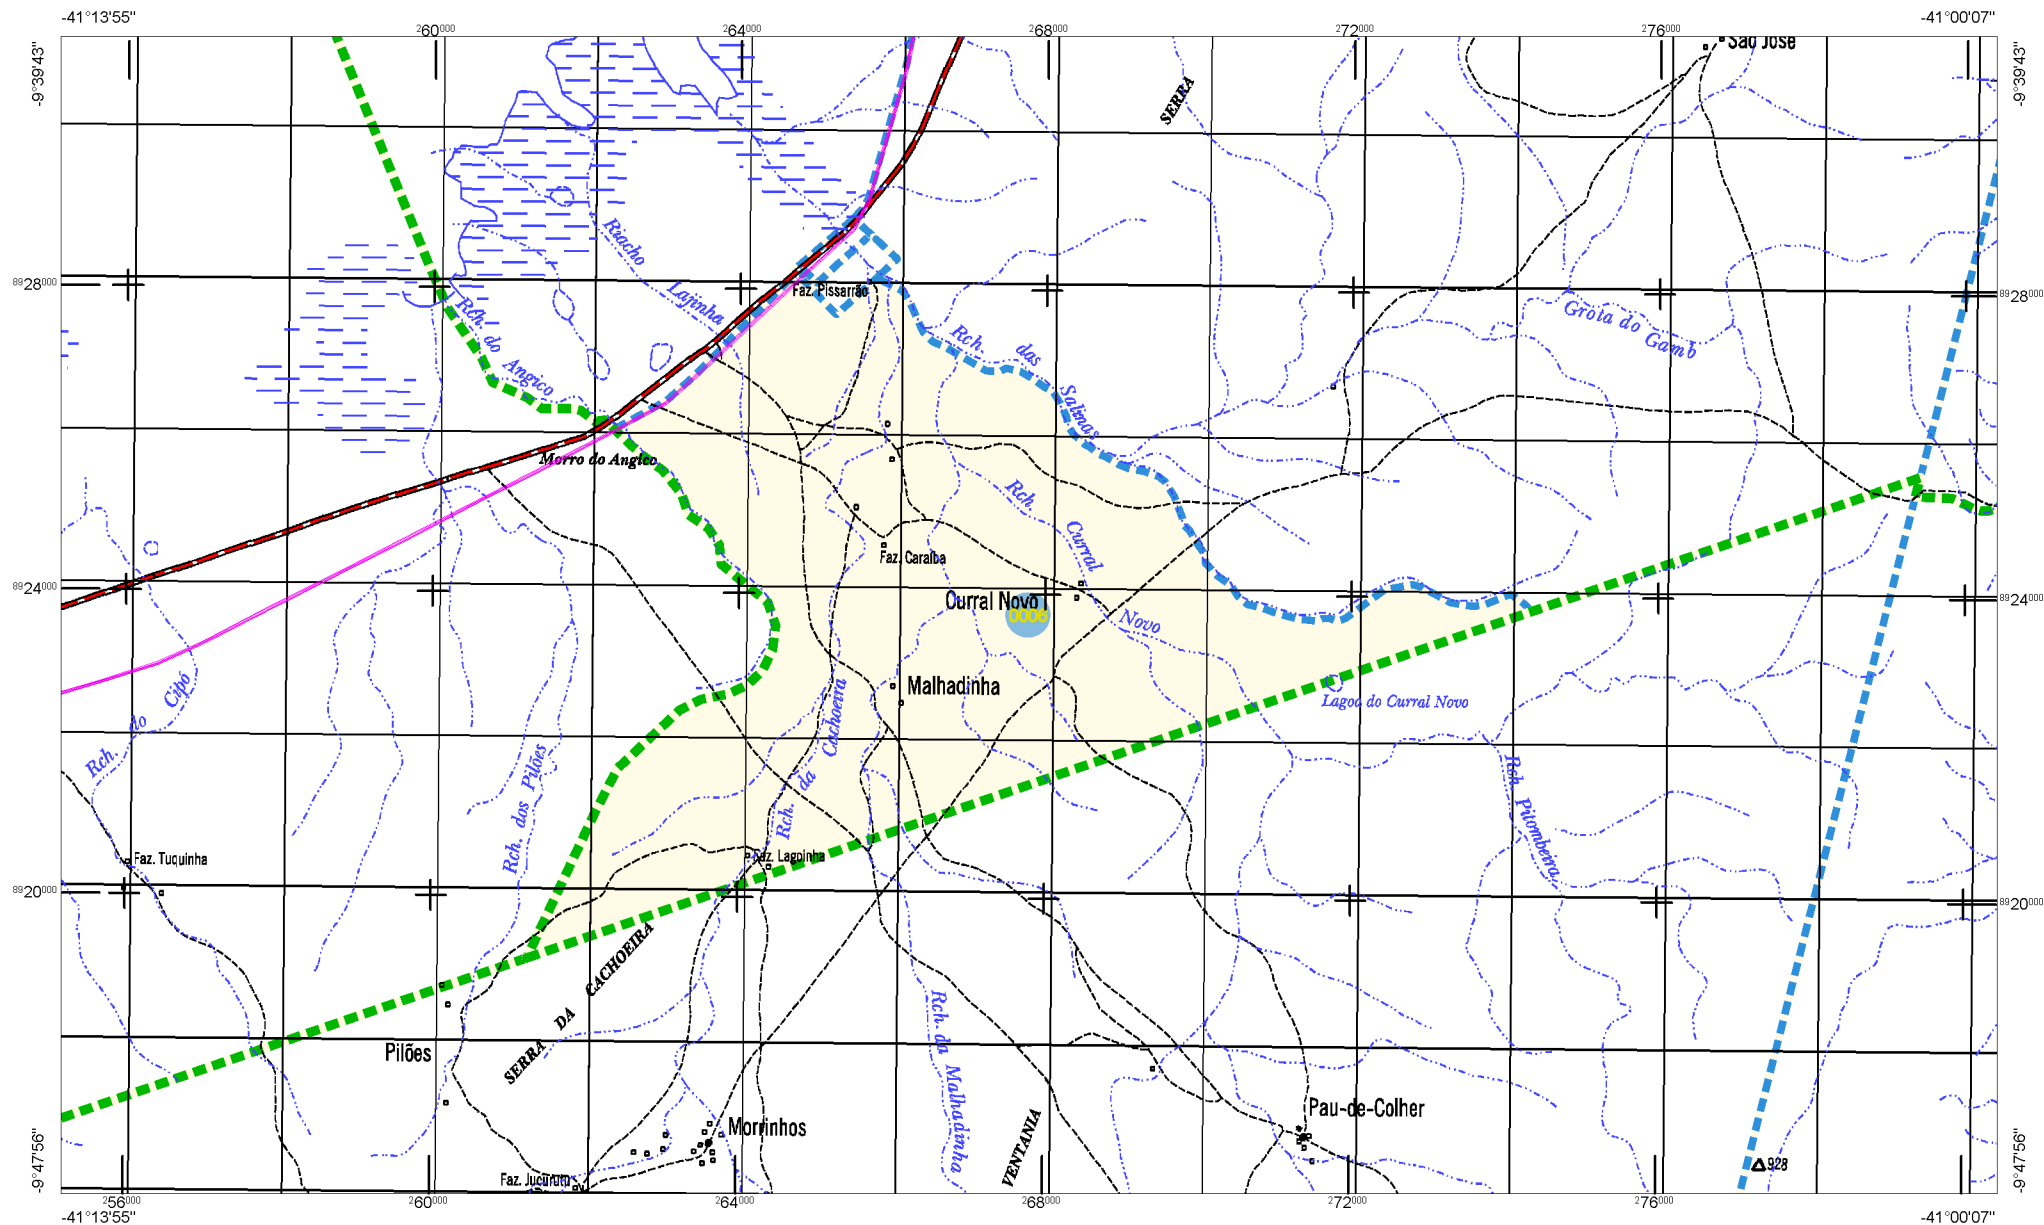 -41°13'55"
260000
264000
268000
272000
276000
-41°00'07"
-9°39'43"
-9°39'43"
São José
SERRA
Riacho
Lajinha
8928000
8928000
Faz. Pissarrão
Rch.
do
Angico
Rch.
das
Salinas
Grota do
Gamb
Morro do Angico
Rch.
Curral
Novo
Faz. Caraíba
8924000
8924000
Curral Novo
0006
Malhadinha
Lagoa do Curral Novo
Rch.
do
Cipó
Rch.
da
Cachoeira
Rch. dos Pilões
Rch.
Pitombeira
Faz. Tuquinha
Faz. Lagoinha
8920000
8920000
SERRA
DA
CACHOEIRA
Rch. da
Malhadinha
Pilões
Morrinhos
Pau-de-Colher
VENTANIA
928
Faz. Jucurutu
-9°47'56"
-9°47'56"
256000
260000
264000
268000
272000
276000
-41°13'55"
-41°00'07"